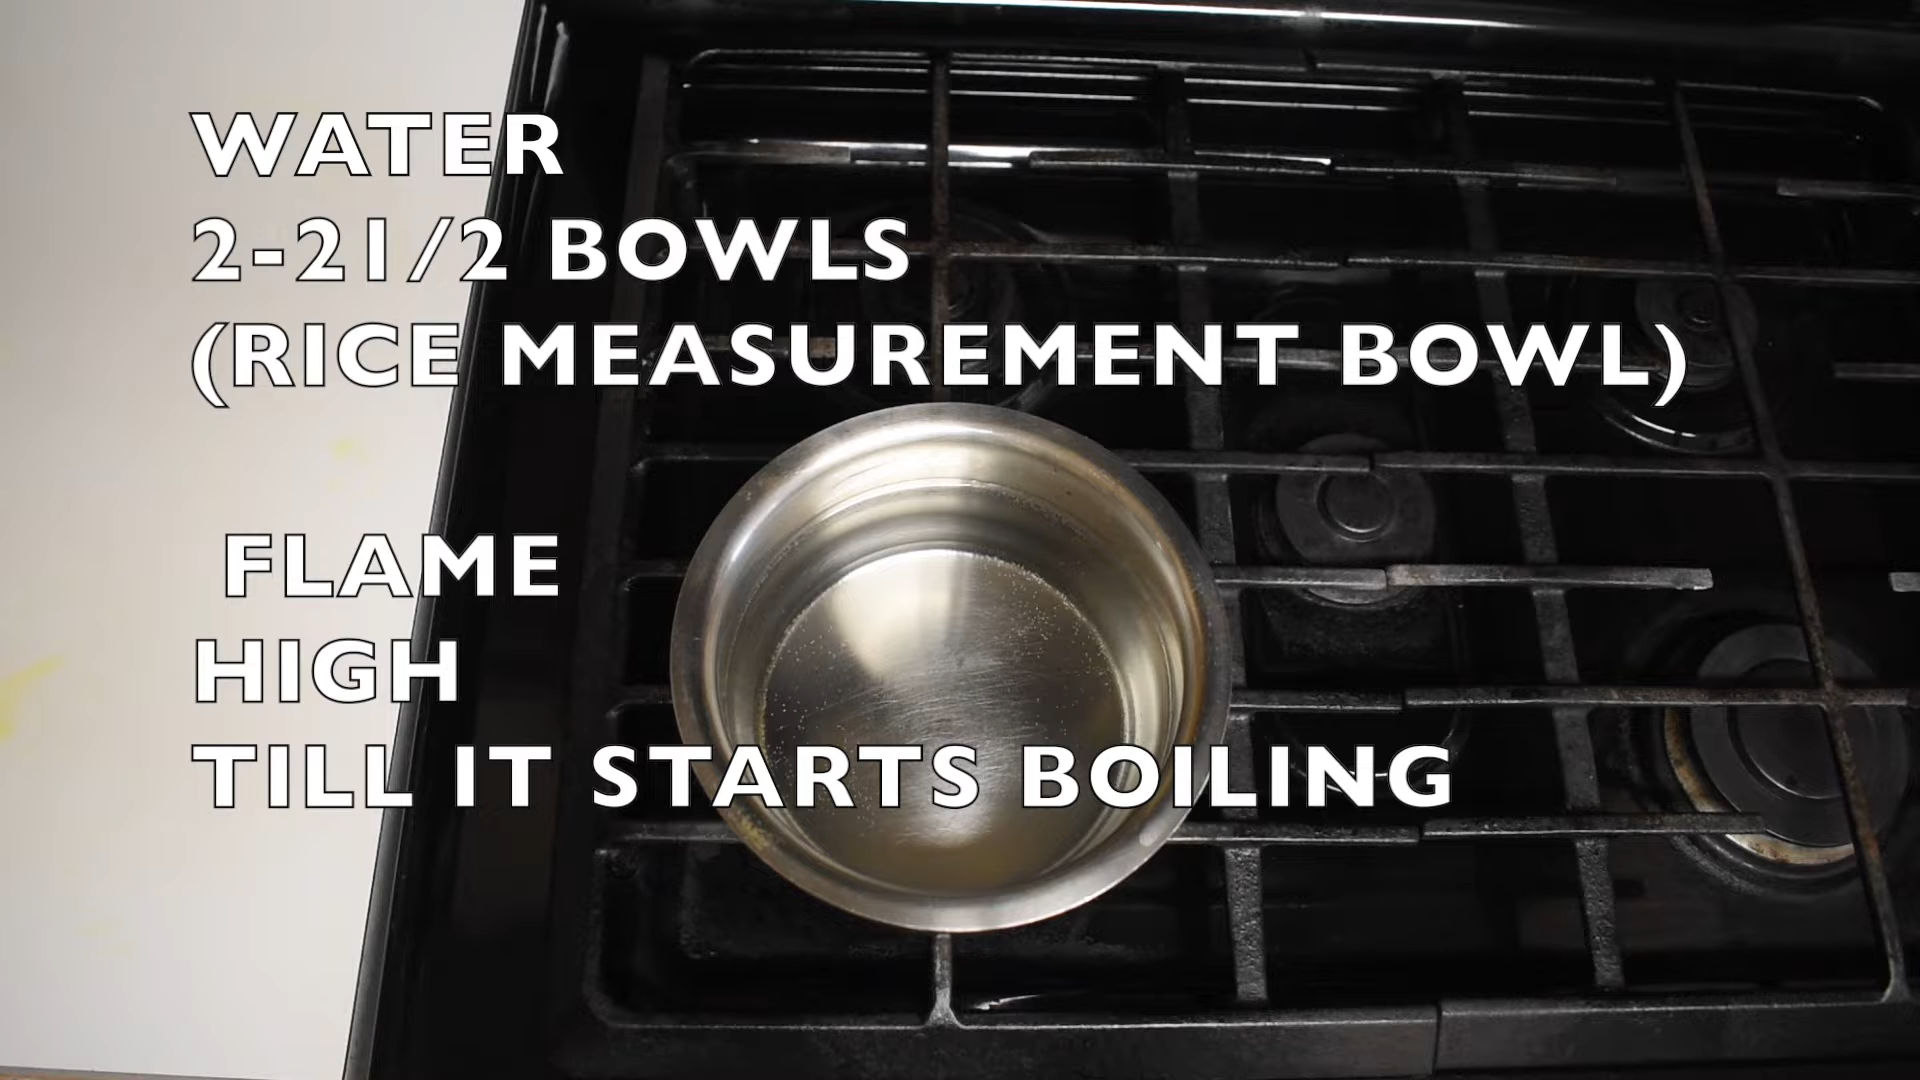 WATER
2-21/2 BOWLS
(RICE MEASUREMENT BOWL)
FLAME
HIGH
TILL IT STARTS BOILING